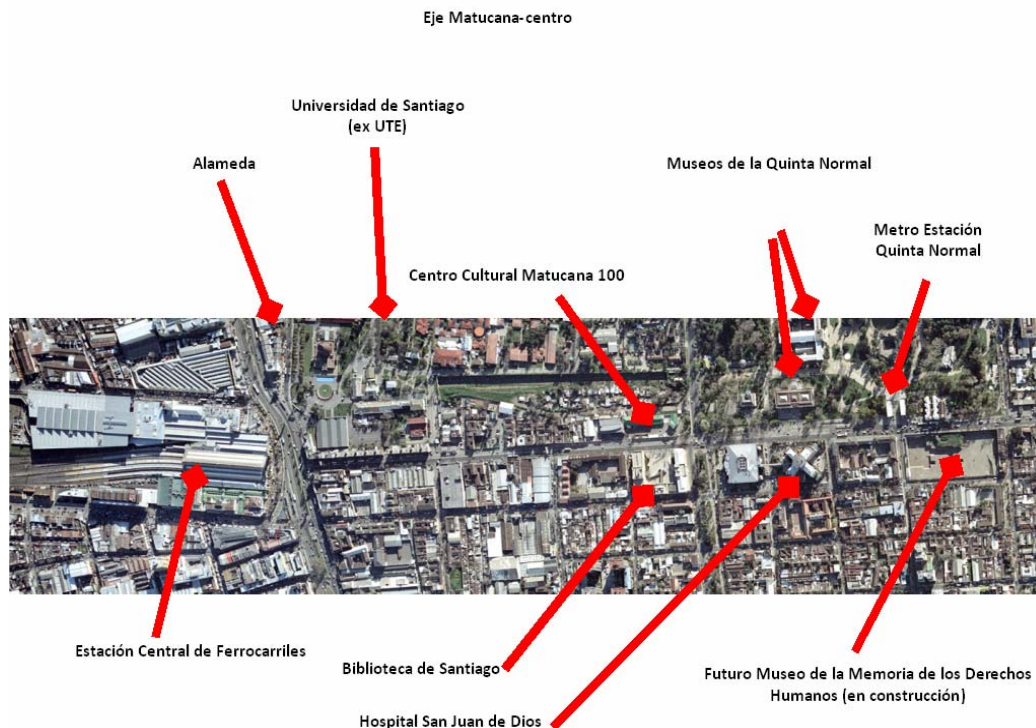 Eje Matucana-centro
Universidad de Santiago
(ex UTE)
Alameda
Museos de la Quinta Normal
Metro Estación
Quinta Normal
Centro Cultural Matucana 100
Estación Central de Ferrocarriles
Biblioteca de Santiago
Futuro Museo de la Memoria de los Derechos
Humanos (en construcción)
Hospital San Juan de Dios